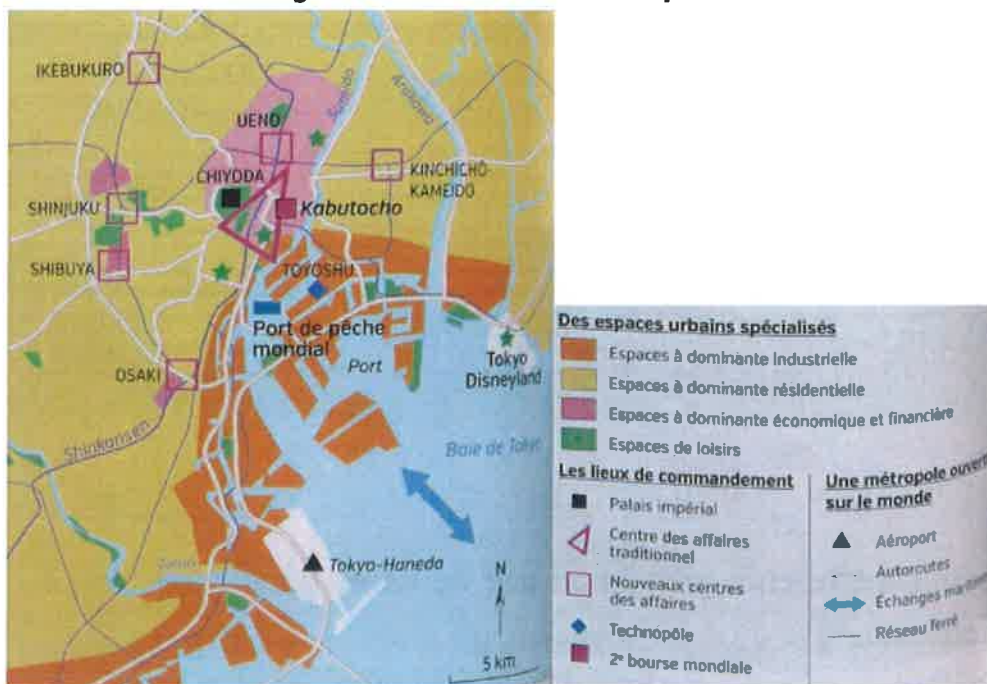 IKEBUKURO
UENO
Sumida
Arakawa
CHIYODA
KINCHICHO-
KAMEIDO
SHINJUKU
Kabutocho
SHIBUYA
TOYOSHU
Port de pêche
mondial
Port
Tokyo
Disneyland
OSAKI
Shinkansen
Baie de Tokyo
Tokyo-Haneda
N
5 km
Des espaces urbains spécialisés
Espaces à dominante industrielle
Espaces à dominante résidentielle
Espaces à dominante économique et financière
Espaces de loisirs
Les lieux de commandement
Palais impérial
Centre des affaires
traditionnel
Nouveaux centres
des affaires
Technopôle
2e bourse mondiale
Une métropole ouverte
sur le monde
Aéroport
Autoroutes
Échanges
Réseau ferré